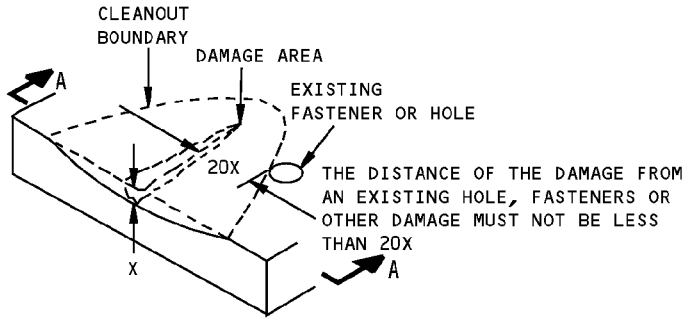 CLEANOUT
BOUNDARY
DAMAGE AREA
A
EXISTING
FASTENER OR HOLE
20X
THE DISTANCE OF THE DAMAGE FROM
AN EXISTING HOLE, FASTENERS OR
OTHER DAMAGE MUST NOT BE LESS
THAN 20X
X
A